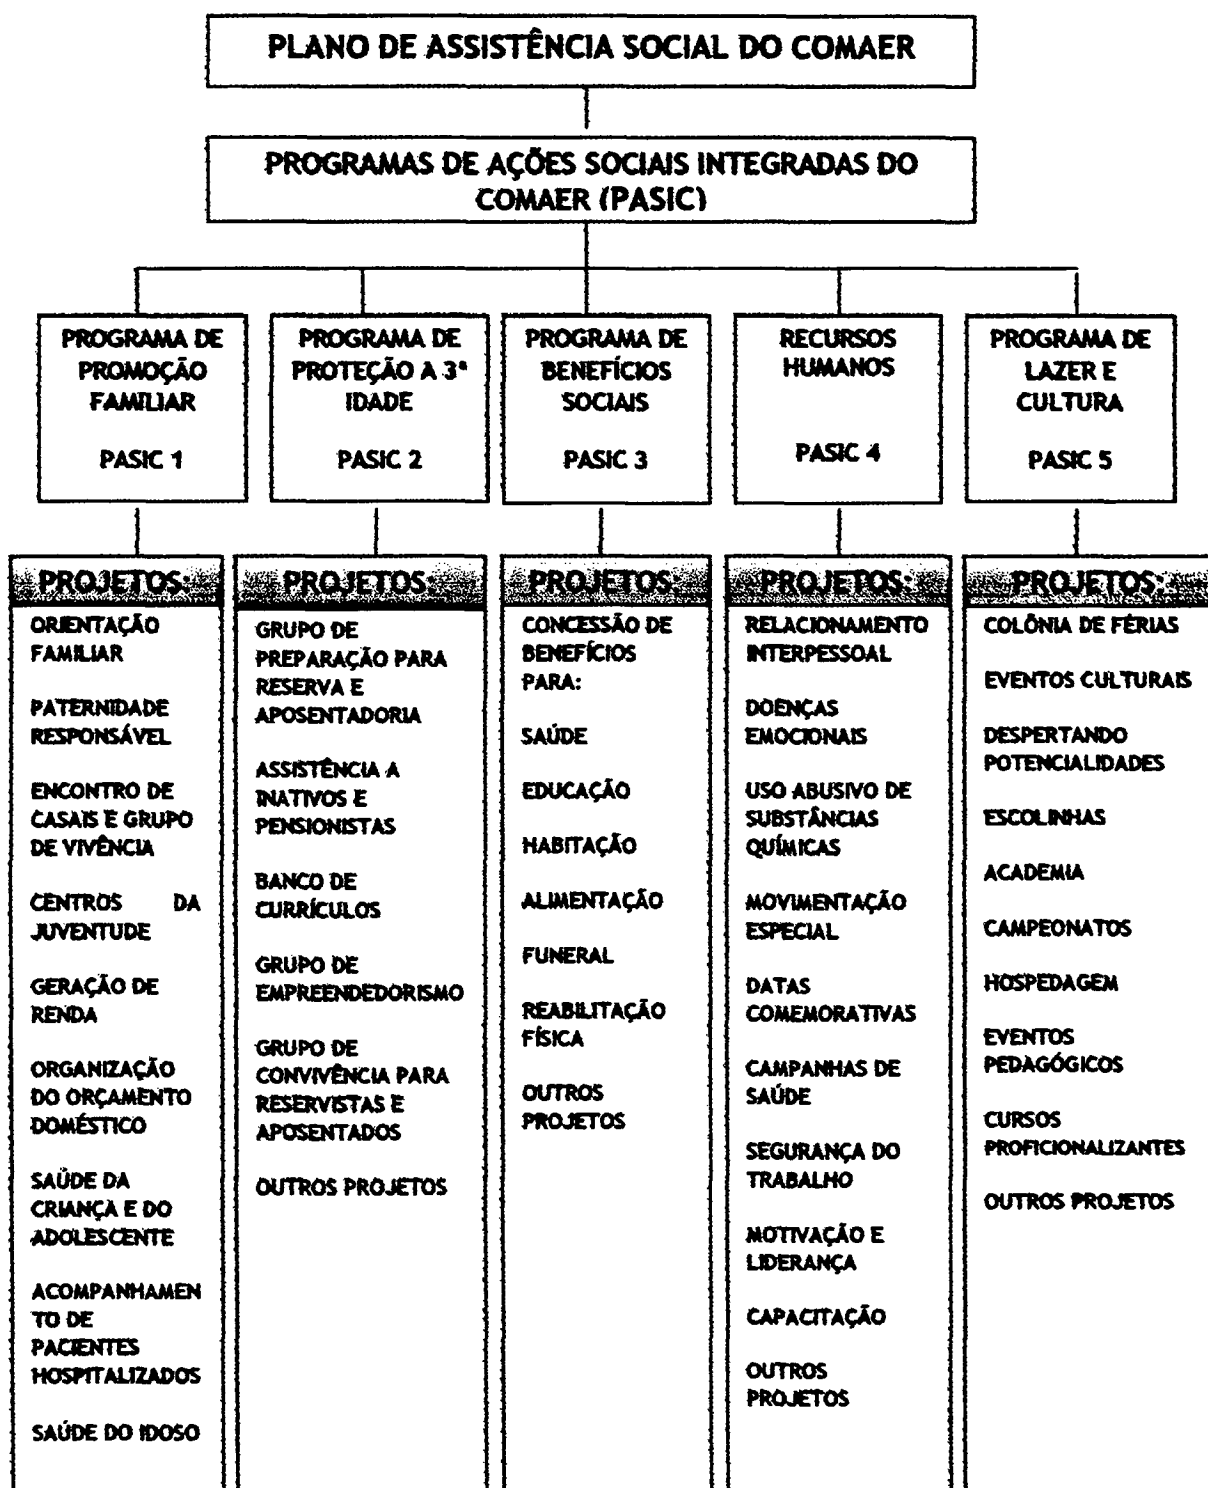 PLANO DE ASSISTÊNCIA SOCIAL DO COMAER
PROGRAMAS DE AÇÕES SOCIAIS INTEGRADAS DO
COMAER (PASIC)
PROGRAMA DE
PROMOÇÃO
FAMILIAR
PASIC 1
PROGRAMA DE
PROTEÇÃO A 3ª
IDADE
PASIC 2
PROGRAMA DE
BENEFÍCIOS
SOCIAIS
PASIC 3
RECURSOS
HUMANOS
PASIC 4
PROGRAMA DE
LAZER E
CULTURA
PASIC 5
PROJETOS:
ORIENTAÇÃO
FAMILIAR
PATERNIDADE
RESPONSÁVEL
ENCONTRO DE
CASAIS E GRUPO
DE VIVÊNCIA
CENTROS DA
JUVENTUDE
GERAÇÃO DE
RENDA
ORGANIZAÇÃO
DO ORÇAMENTO
DOMÉSTICO
SAÚDE DA
CRIANÇA E DO
ADOLESCENTE
ACOMPANHAMEN
TO DE
PACIENTES
HOSPITALIZADOS
SAÚDE DO IDOSO
PROJETOS:
GRUPO DE
PREPARAÇÃO PARA
RESERVA E
APOSENTADORIA
ASSISTÊNCIA A
INATIVOS E
PENSIONISTAS
BANCO DE
CURRÍCULOS
GRUPO DE
EMPREENDEDORISMO
GRUPO DE
CONVIVÊNCIA PARA
RESERVISTAS E
APOSENTADOS
OUTROS PROJETOS
PROJETOS:
CONCESSÃO DE
BENEFÍCIOS
PARA:
SAÚDE
EDUCAÇÃO
HABITAÇÃO
ALIMENTAÇÃO
FUNERAL
REABILITAÇÃO
FÍSICA
OUTROS
PROJETOS
PROJETOS:
RELACIONAMENTO
INTERPESSOAL
DOENÇAS
EMOCIONAIS
USO ABUSIVO DE
SUBSTÂNCIAS
QUÍMICAS
MOVIMENTAÇÃO
ESPECIAL
DATAS
COMEMORATIVAS
CAMPANHAS DE
SAÚDE
SEGURANÇA DO
TRABALHO
MOTIVAÇÃO E
LIDERANÇA
CAPACITAÇÃO
OUTROS
PROJETOS
PROJETOS:
COLÔNIA DE FÉRIAS
EVENTOS CULTURAIS
DESPERTANDO
POTENCIALIDADES
ESCOLINHAS
ACADEMIA
CAMPEONATOS
HOSPEDAGEM
EVENTOS
PEDAGÓGICOS
CURSOS
PROFICIONALIZANTES
OUTROS PROJETOS